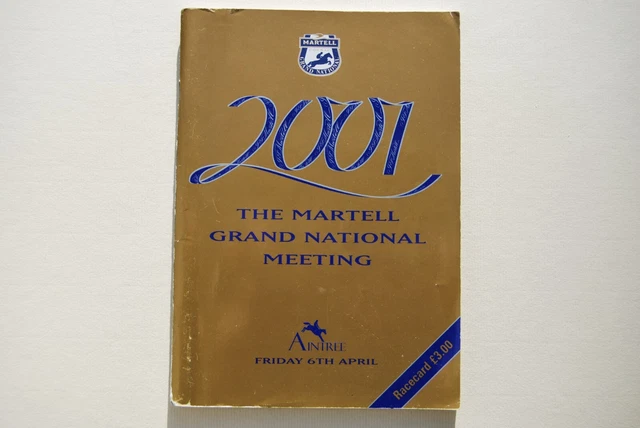 MARTELL
GRAND NATIONAL
2001
THE MARTELL
GRAND NATIONAL
MEETING
AINTREE
FRIDAY 6TH APRIL
Racecard £3.00